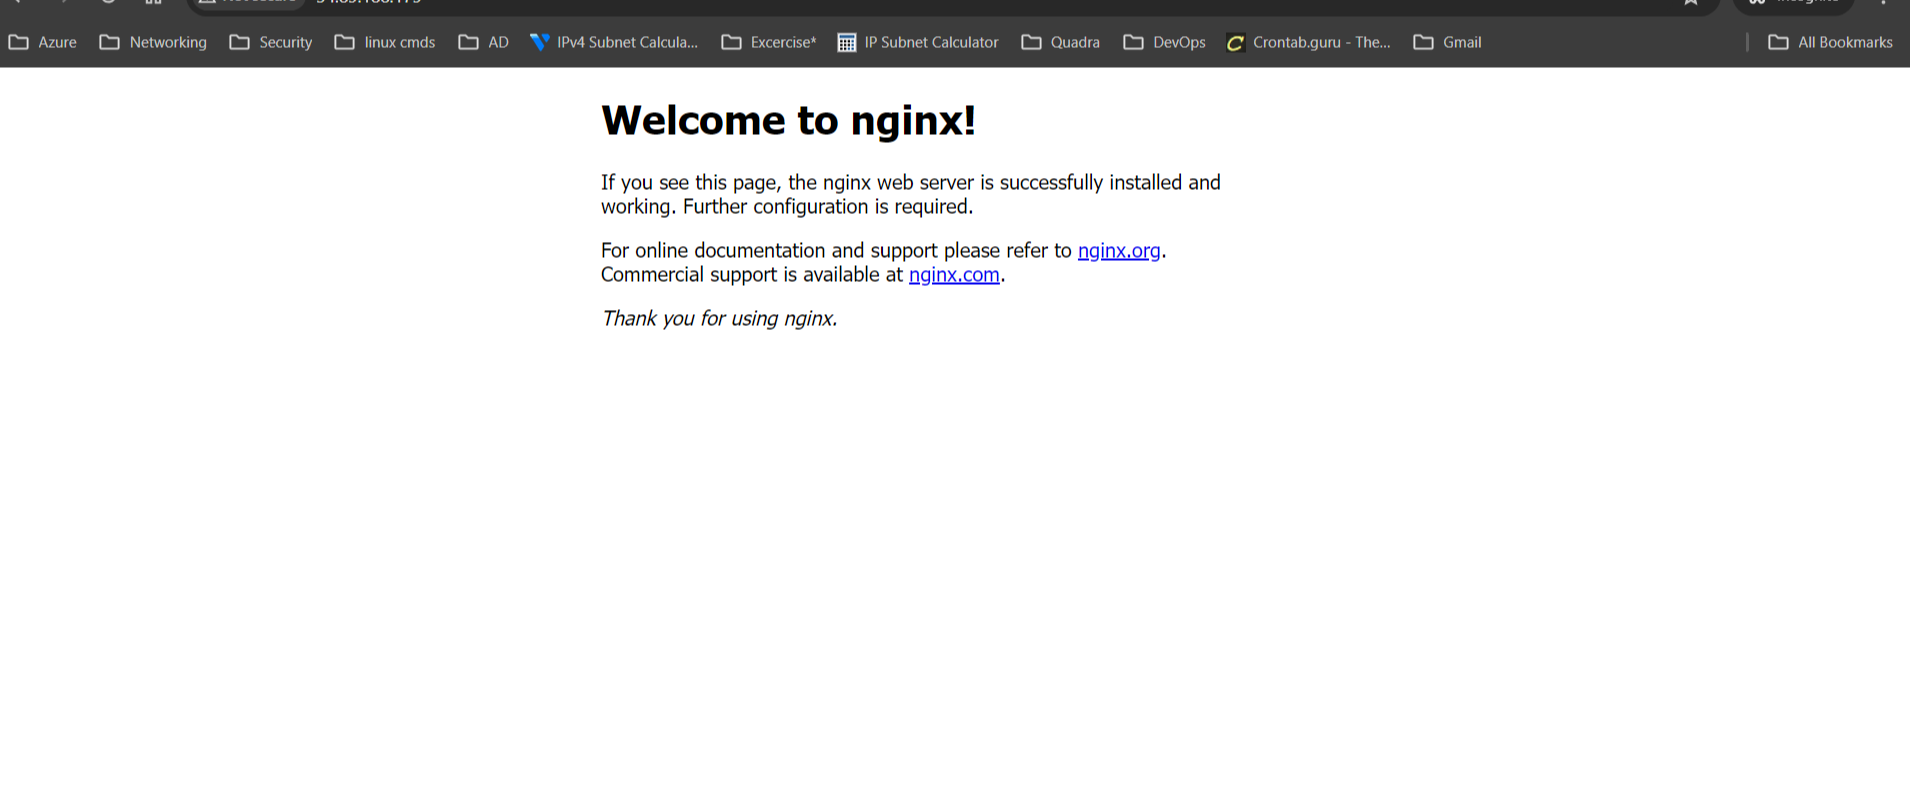 Azure Networking Security linux cmds AD IPv4 Subnet Calcula... Excercise* IP Subnet Calculator Quadra DevOps Crontab.guru - The... Gmail All Bookmarks
Welcome to nginx!
If you see this page, the nginx web server is successfully installed and
working. Further configuration is required.
For online documentation and support please refer to nginx.org.
Commercial support is available at nginx.com.
Thank you for using nginx.